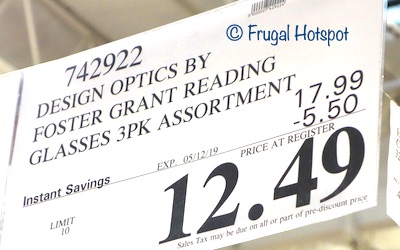 © Frugal Hotspot
742922
DESIGN OPTICS BY
FOSTER GRANT READING
GLASSES 3PK ASSORTMENT
17.99
-5.50
Instant Savings
EXP. 05/12/19
PRICE AT REGISTER
12.49
LIMIT
10
Sales Tax may be due on all or part of pre-discount price